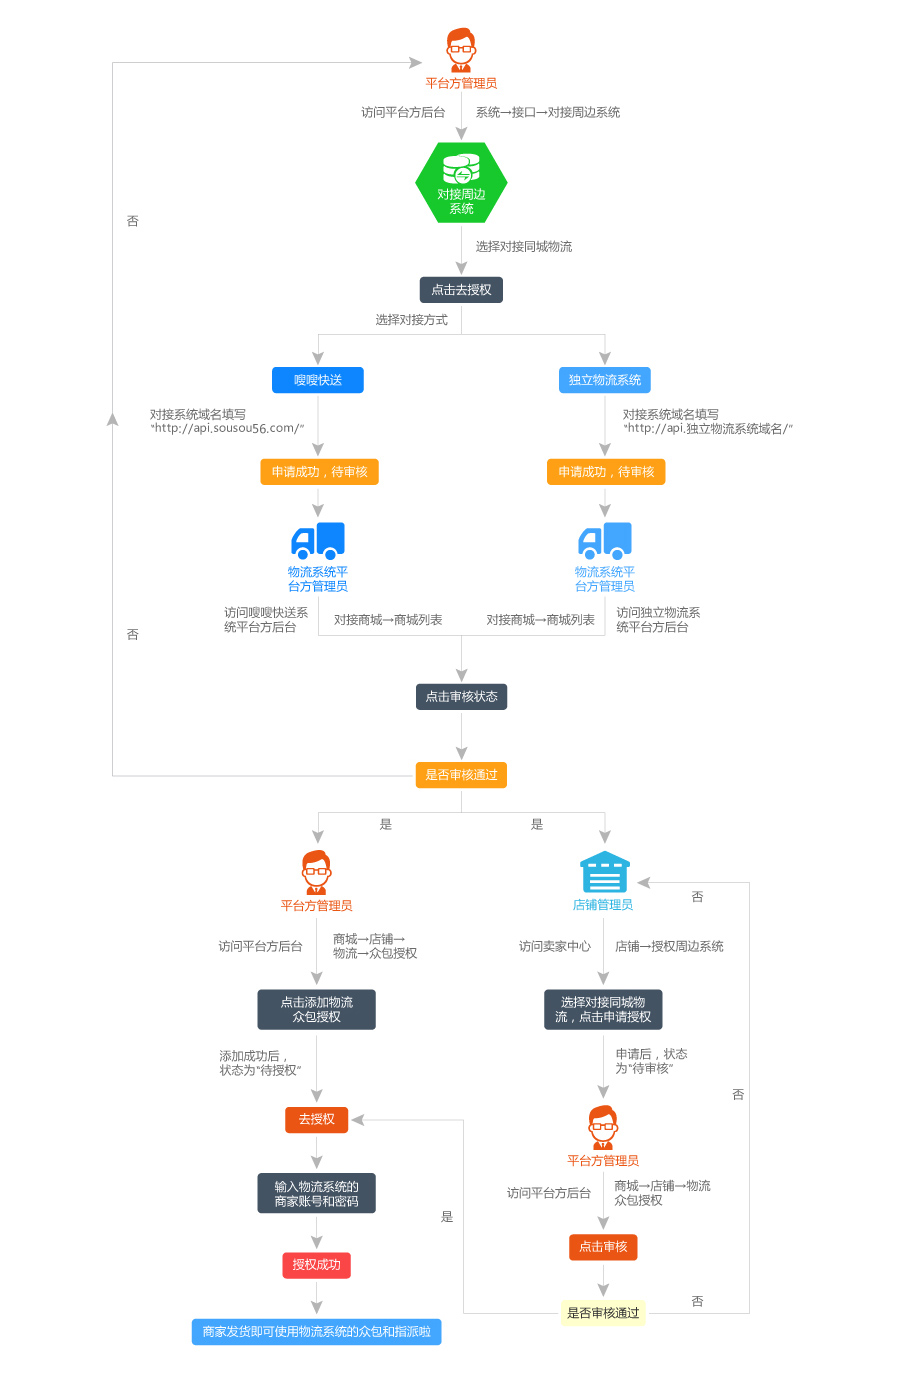 平台方管理员
访问平台方后台
系统→接口→对接周边系统
对接周边
系统
否
选择对接同城物流
点击去授权
选择对接方式
嗖嗖快送
独立物流系统
对接系统域名填写
“http://api.sousou56.com/”
对接系统域名填写
“http://api.独立物流系统域名/”
申请成功，待审核
申请成功，待审核
物流系统平
台方管理员
物流系统平
台方管理员
访问嗖嗖快送系
统平台方后台
对接商城→商城列表
对接商城→商城列表
访问独立物流系
统平台方后台
否
点击审核状态
是否审核通过
是
是
平台方管理员
店铺管理员
否
访问平台方后台
商城→店铺→
物流→众包授权
访问卖家中心
店铺→授权周边系统
点击添加物流
众包授权
选择对接同城物
流，点击申请授权
添加成功后，
状态为“待授权”
申请后，状态
为“待审核”
否
去授权
平台方管理员
输入物流系统的
商家账号和密码
访问平台方后台
商城→店铺→物流
众包授权
是
点击审核
授权成功
是否审核通过
否
商家发货即可使用物流系统的众包和指派啦